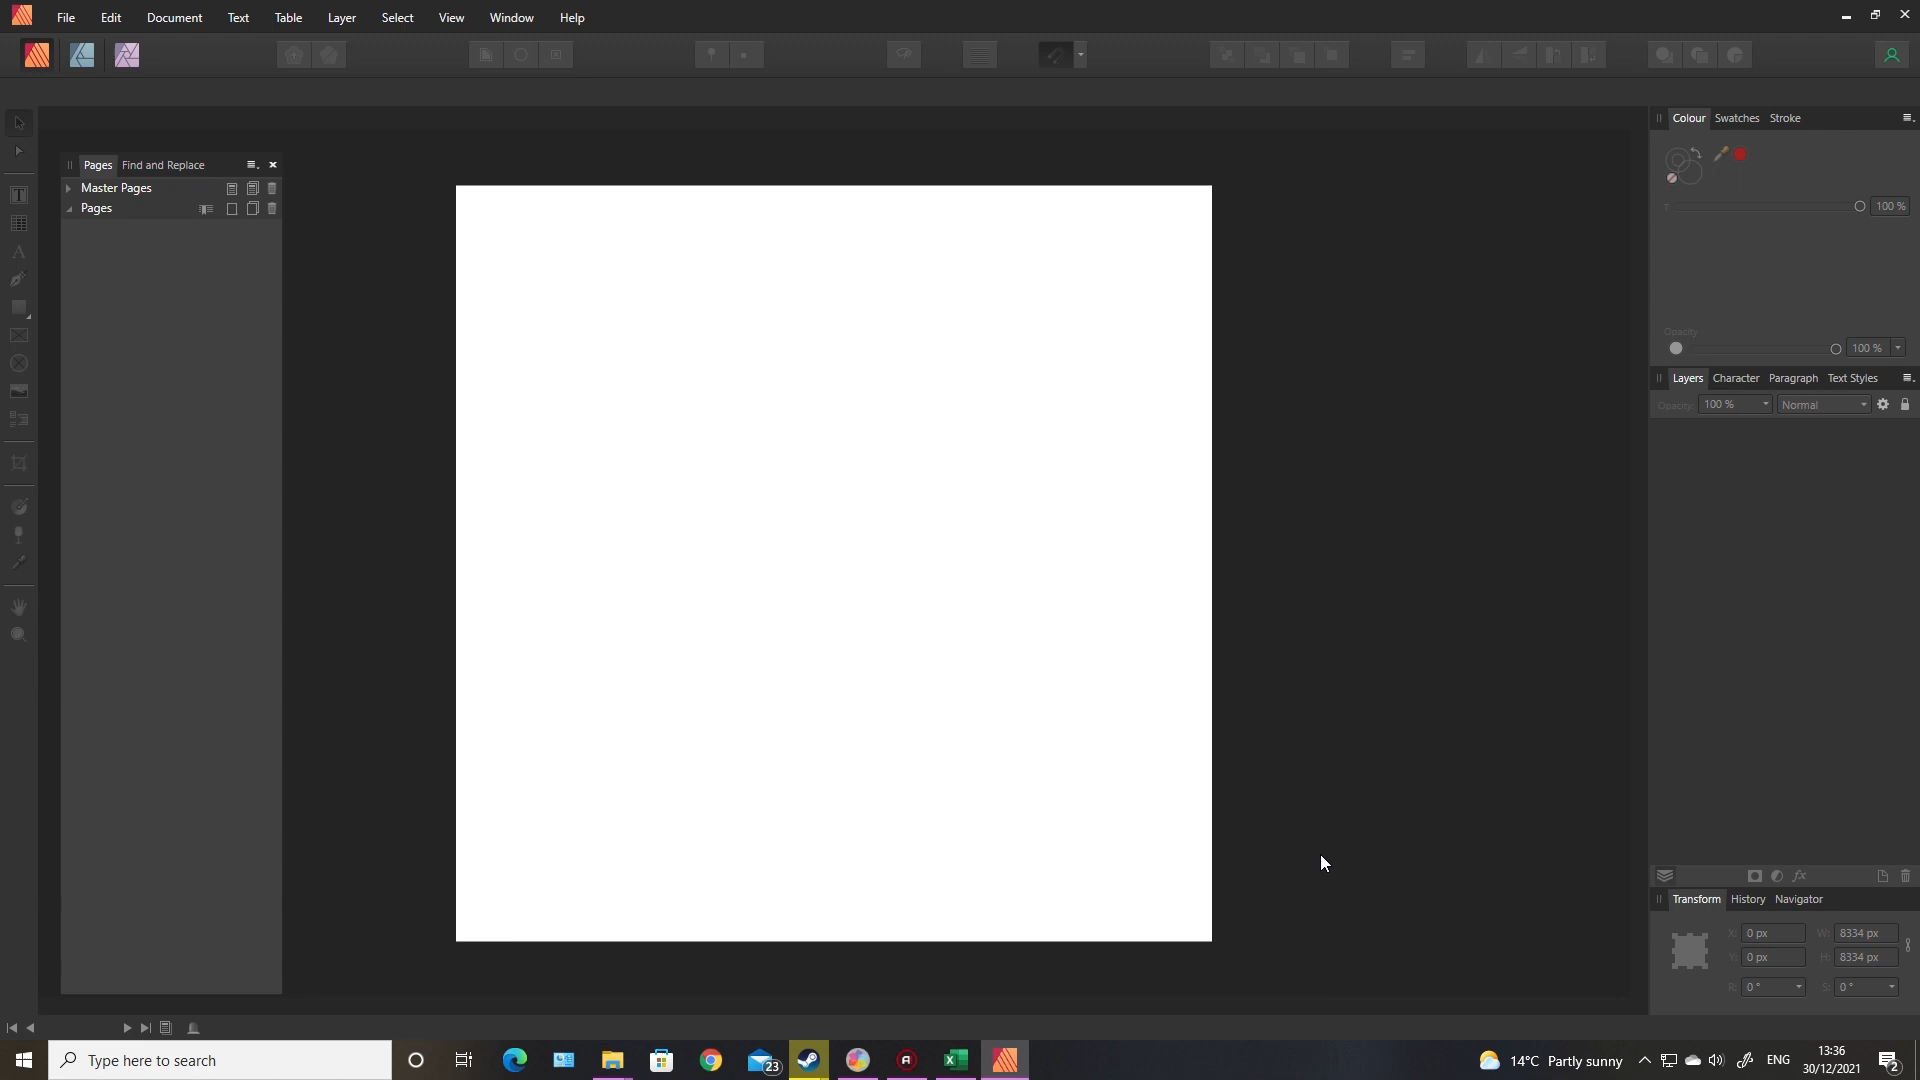 File Edit Document Text Table Layer Select View Window Help
Colour Swatches Stroke
Pages Find and Replace
Master Pages
Pages
100 %
Opacity
100 %
Layers Character Paragraph Text Styles
Opacity: 100 % Normal
Transform History Navigator
X: 0 px W: 8334 px
Y: 0 px H: 8334 px
R: 0 ° S: 0 °
Type here to search
23
14°C Partly sunny
ENG
13:36
30/12/2021
2